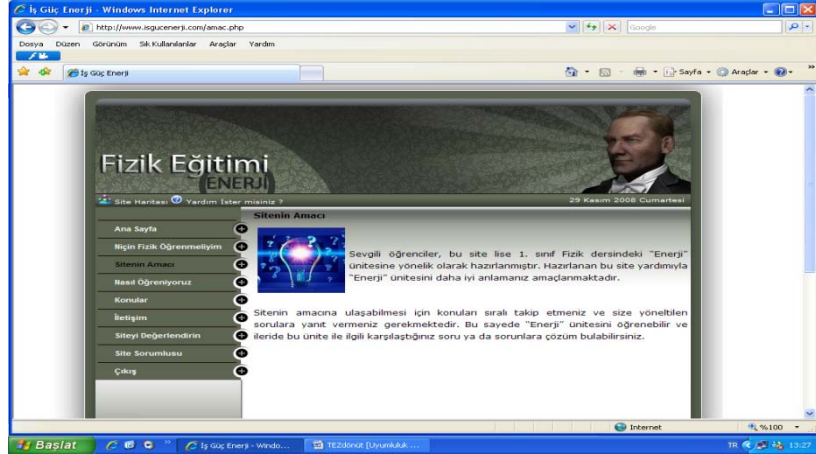 İş Güç Enerji - Windows Internet Explorer
http://www.isgucenerji.com/amac.php
Google
Dosya Düzen Görünüm Sık Kullanılanlar Araçlar Yardım
İş Güç Enerji
Sayfa Araçlar
Fizik Eğitimi
ENERJİ
Site Haritası Yardım İster misiniz ?
29 Kasım 2008 Cumartesi
Ana Sayfa
Niçin Fizik Öğrenmeliyim
Sitenin Amacı
Nasıl Öğreniyoruz
Konular
İletişim
Siteyi Değerlendirin
Site Sorumlusu
Çıkış
Sitenin Amacı
Sevgili öğrenciler, bu site lise 1. sınıf Fizik dersindeki "Enerji"
ünitesine yönelik olarak hazırlanmıştır. Hazırlanan bu site yardımıyla
"Enerji" ünitesini daha iyi anlamanız amaçlanmaktadır.
Sitenin amacına ulaşabilmesi için konuları sıralı takip etmeniz ve size yöneltilen
sorulara yanıt vermeniz gerekmektedir. Bu sayede "Enerji" ünitesini öğrenebilir ve
ileride bu ünite ile ilgili karşılaştığınız soru ya da sorunlara çözüm bulabilirsiniz.
Internet
%100
Başlat
İş Güç Enerji - Windo...
TEZdönüt [Uyumluluk ...
TR
13:27